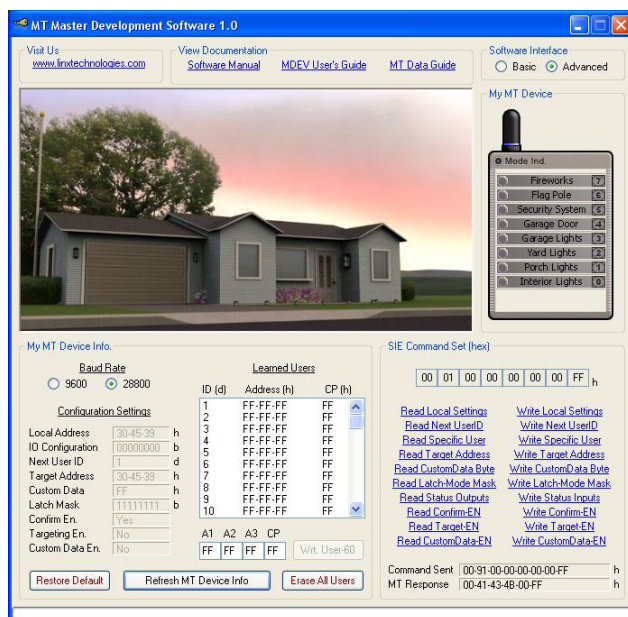 MT Master Development Software 1.0
Visit Us
www.linxtechnologies.com
View Documentation
Software Manual MDEV User's Guide MT Data Guide
Software Interface
Basic Advanced
My MT Device
Mode Ind.
Fireworks 7
Flag Pole 6
Security System 5
Garage Door 4
Garage Lights 3
Yard Lights 2
Porch Lights 1
Interior Lights 0
My MT Device Info.
Baud Rate
9600 28800
Configuration Settings
Local Address 30-45-39 h
IO Configuration 00000000 b
Next User ID 1 d
Target Address 30-45-39 h
Custom Data FF h
Latch Mask 11111111 b
Confirm En. Yes
Targeting En. No
Custom Data En. No
Learned Users
ID (d) Address (h) CP (h)
1 FF-FF-FF FF
2 FF-FF-FF FF
3 FF-FF-FF FF
4 FF-FF-FF FF
5 FF-FF-FF FF
6 FF-FF-FF FF
7 FF-FF-FF FF
8 FF-FF-FF FF
9 FF-FF-FF FF
10 FF-FF-FF FF
A1 A2 A3 CP
FF FF FF FF Wrt. User-60
Restore Default Refresh MT Device Info Erase All Users
SIE Command Set (hex)
00 01 00 00 00 00 00 FF h
Read Local Settings Write Local Settings
Read Next UserID Write Next UserID
Read Specific User Write Specific User
Read Target Address Write Target Address
Read CustomData Byte Write CustomData Byte
Read Latch-Mode Mask Write Latch-Mode Mask
Read Status Outputs Write Status Inputs
Read Confirm-EN Write Confirm-EN
Read Target-EN Write Target-EN
Read CustomData-EN Write CustomData-EN
Command Sent 00-91-00-00-00-00-00-FF h
MT Response 00-41-43-4B-00-FF h